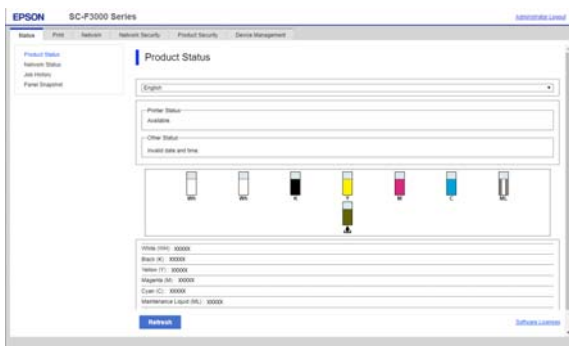 EPSON SC-F3000 Series
Administrator Logout
Status Print Network Network Security Product Security Device Management
Product Status
Network Status
Job History
Panel Snapshot
Product Status
English
Printer Status
Available
Other Status
Invalid date and time.
WH WH K Y M C ML
White (WH) : XXXXX
Black (K) : XXXXX
Yellow (Y) : XXXXX
Magenta (M) : XXXXX
Cyan (C) : XXXXX
Maintenance Liquid (ML) : XXXXX
Refresh
Software Licenses